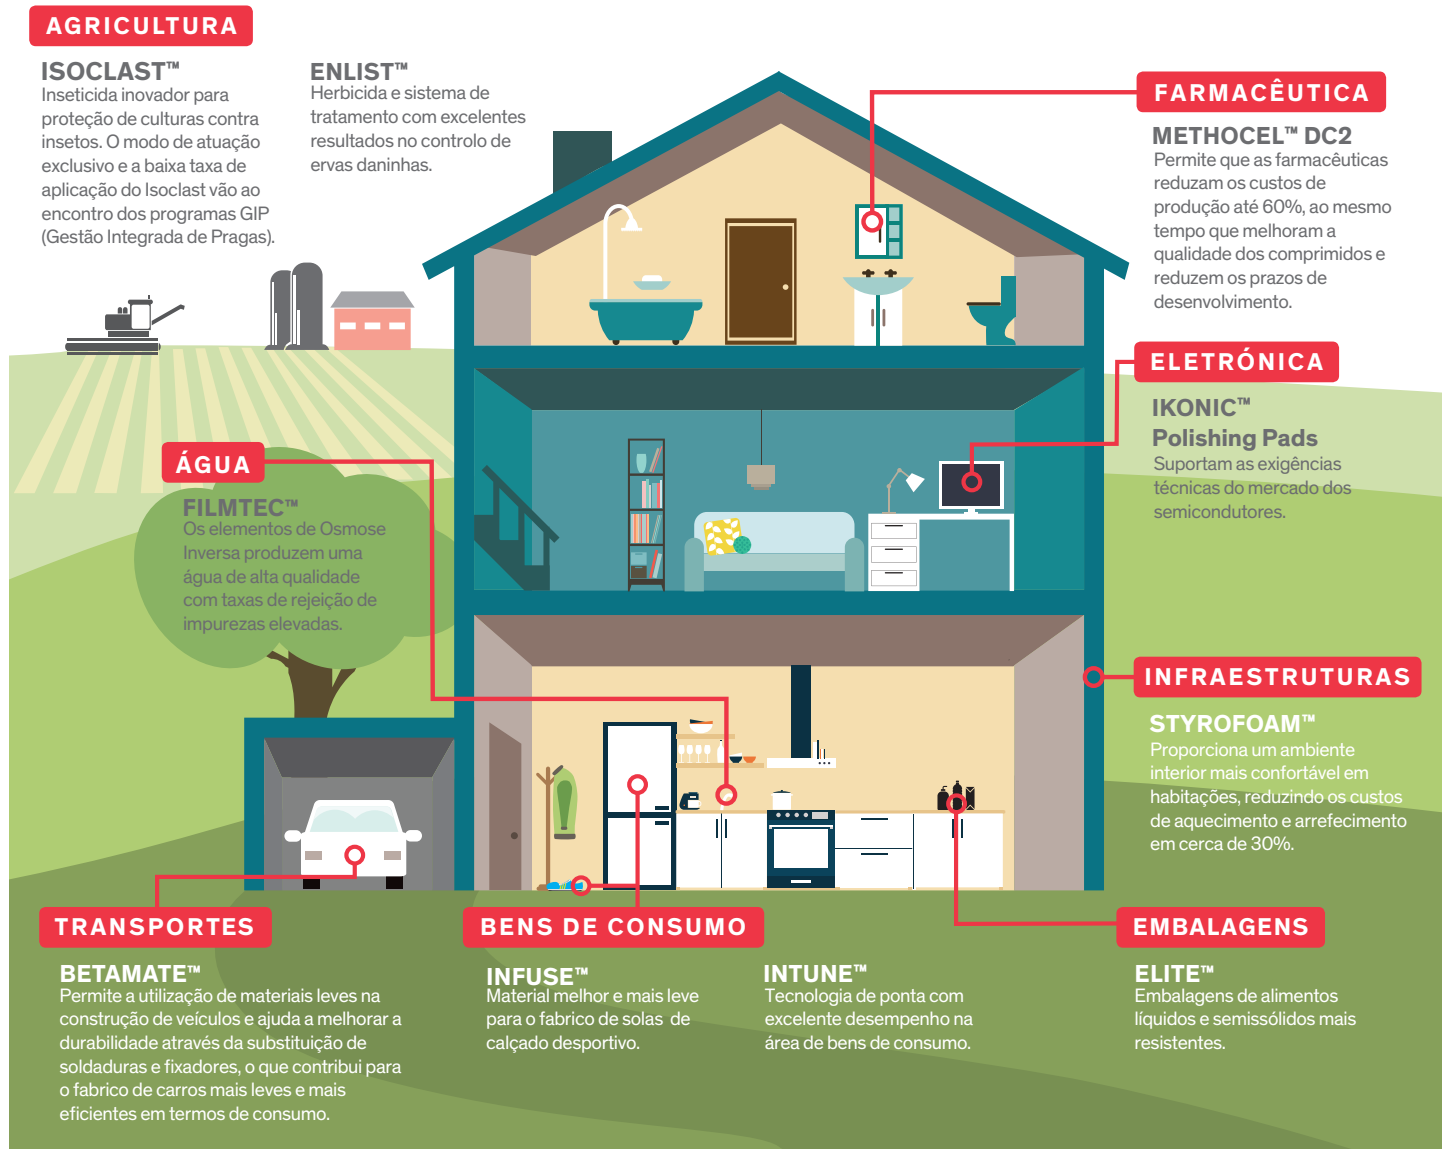 AGRICULTURA
ISOCLAST™
Inseticida inovador para
proteção de culturas contra
insetos. O modo de atuação
exclusivo e a baixa taxa de
aplicação do Isoclast vão ao
encontro dos programas GIP
(Gestão Integrada de Pragas).
ENLIST™
Herbicida e sistema de
tratamento com excelentes
resultados no controlo de
ervas daninhas.
FARMACÊUTICA
METHOCEL™ DC2
Permite que as farmacêuticas
reduzam os custos de
produção até 60%, ao mesmo
tempo que melhoram a
qualidade dos comprimidos e
reduzem os prazos de
desenvolvimento.
ELETRÓNICA
IKONIC™
Polishing Pads
Suportam as exigências
técnicas do mercado dos
semicondutores.
ÁGUA
FILMTEC™
Os elementos de Osmose
Inversa produzem uma
água de alta qualidade
com taxas de rejeição de
impurezas elevadas.
INFRAESTRUTURAS
STYROFOAM™
Proporciona um ambiente
interior mais confortável em
habitações, reduzindo os custos
de aquecimento e arrefecimento
em cerca de 30%.
TRANSPORTES
BETAMATE™
Permite a utilização de materiais leves na
construção de veículos e ajuda a melhorar a
durabilidade através da substituição de
soldaduras e fixadores, o que contribui para
o fabrico de carros mais leves e mais
eficientes em termos de consumo.
BENS DE CONSUMO
INFUSE™
Material melhor e mais leve
para o fabrico de solas de
calçado desportivo.
INTUNE™
Tecnologia de ponta com
excelente desempenho na
área de bens de consumo.
EMBALAGENS
ELITE™
Embalagens de alimentos
líquidos e semissólidos mais
resistentes.